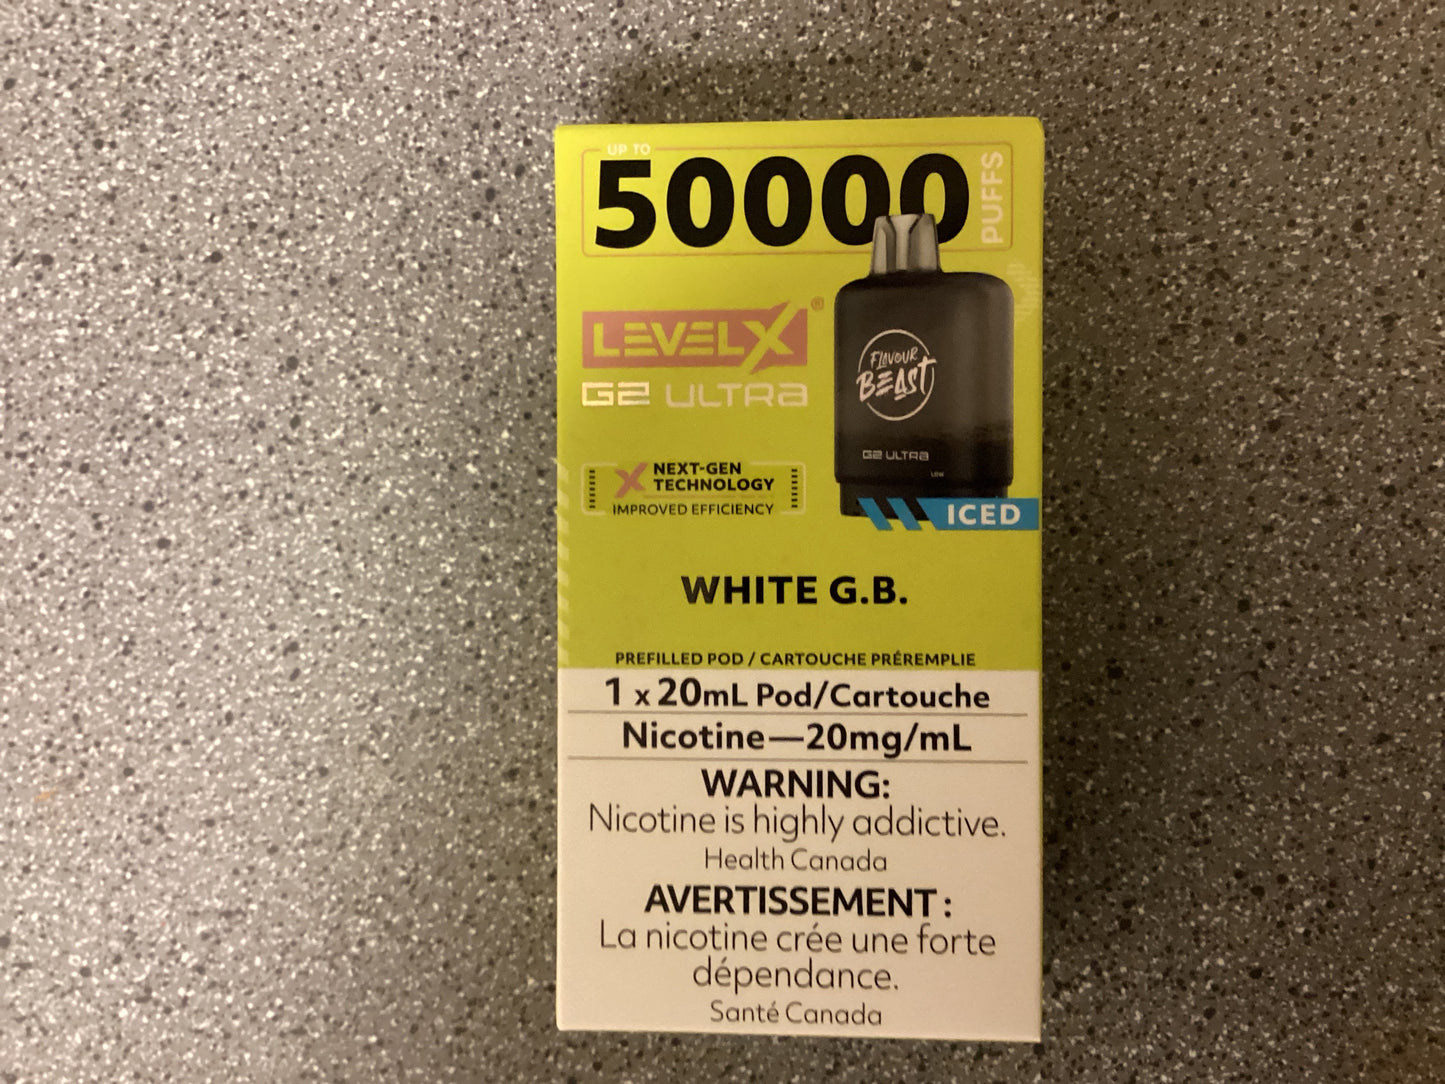 UP TO
50000
PUFFS
LEVEL X®
G2 ULTRA
FLAVOUR
BEAST
G2 ULTRA
LOW
X NEXT-GEN
TECHNOLOGY
IMPROVED EFFICIENCY
ICED
WHITE G.B.
PREFILLED POD / CARTOUCHE PRÉREMPLIE
1 x 20mL Pod/Cartouche
Nicotine—20mg/mL
WARNING:
Nicotine is highly addictive.
Health Canada
AVERTISSEMENT :
La nicotine crée une forte
dépendance.
Santé Canada